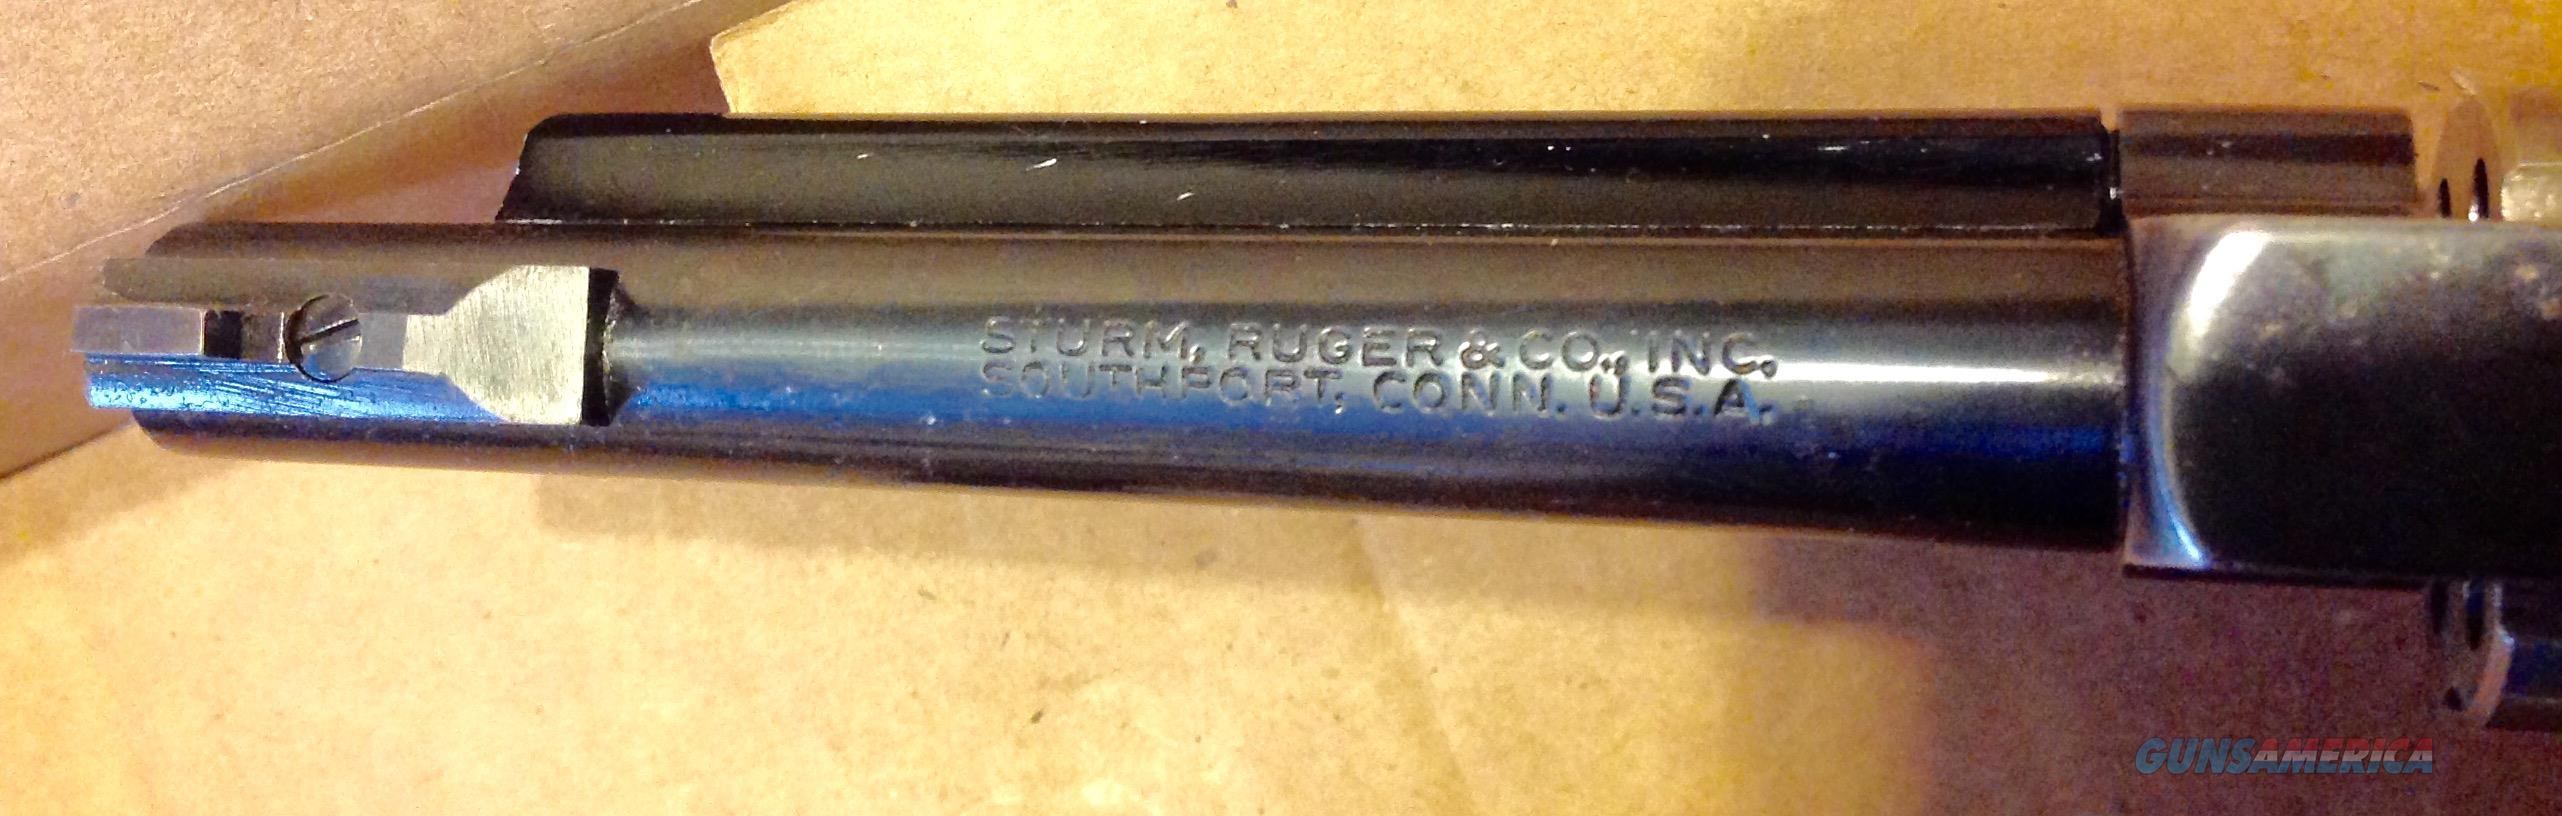 STURM, RUGER & CO., INC.
SOUTHPORT, CONN. U.S.A.
GUNSAMERICA